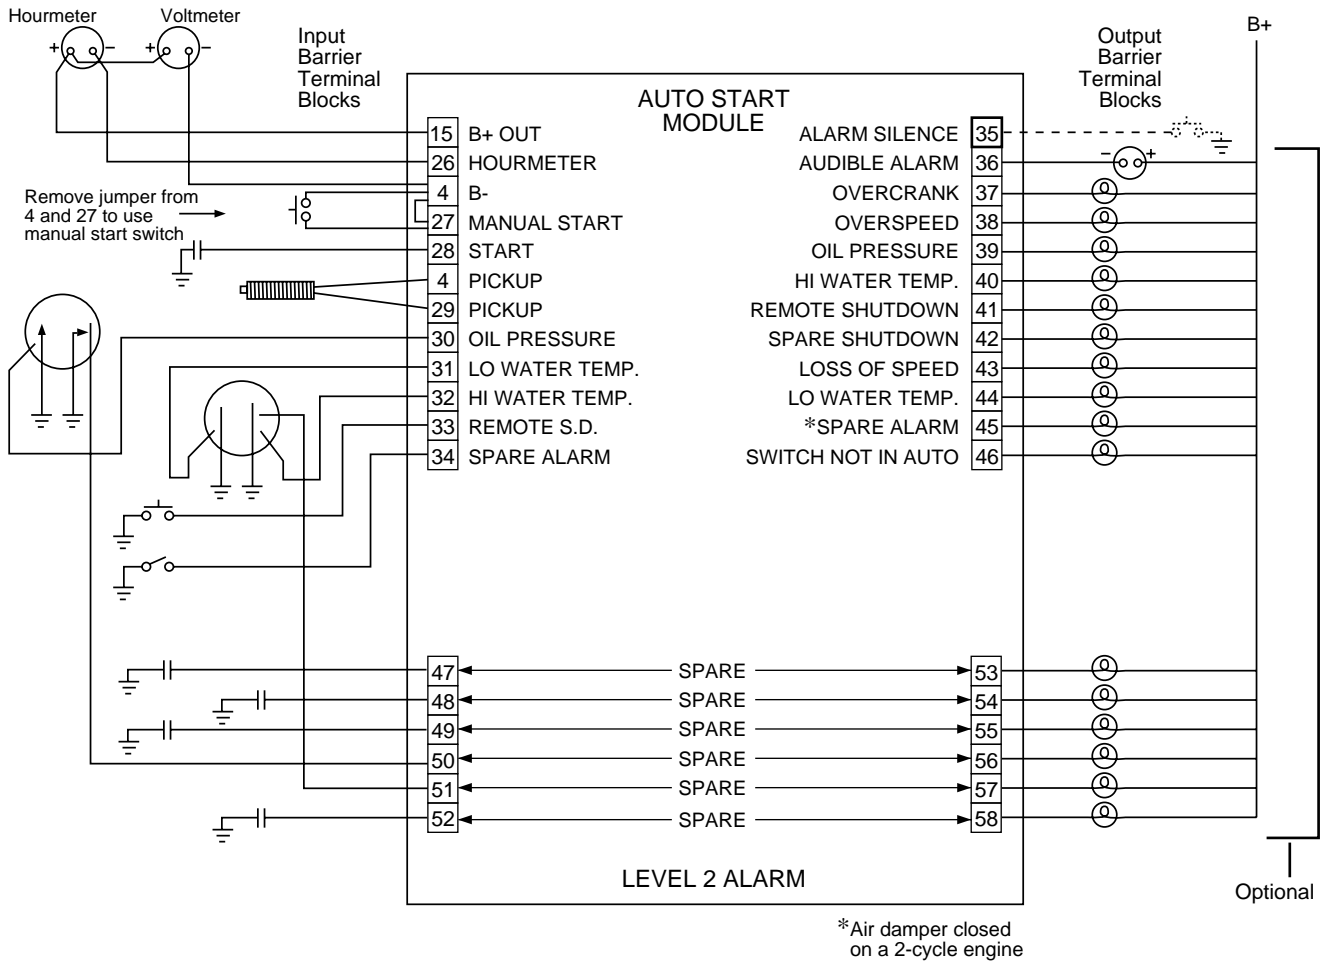 Hourmeter
Voltmeter
+
−
+
−
Input
Barrier
Terminal
Blocks
Output
Barrier
Terminal
Blocks
B+
AUTO START
MODULE
Remove jumper from
4 and 27 to use
manual start switch
15 B+ OUT
26 HOURMETER
4 B-
27 MANUAL START
28 START
4 PICKUP
29 PICKUP
30 OIL PRESSURE
31 LO WATER TEMP.
32 HI WATER TEMP.
33 REMOTE S.D.
34 SPARE ALARM
ALARM SILENCE 35
AUDIBLE ALARM 36
− +
OVERCRANK 37
OVERSPEED 38
OIL PRESSURE 39
HI WATER TEMP. 40
REMOTE SHUTDOWN 41
SPARE SHUTDOWN 42
LOSS OF SPEED 43
LO WATER TEMP. 44
*SPARE ALARM 45
SWITCH NOT IN AUTO 46
47 SPARE 53
48 SPARE 54
49 SPARE 55
50 SPARE 56
51 SPARE 57
52 SPARE 58
LEVEL 2 ALARM
Optional
*Air damper closed
on a 2-cycle engine